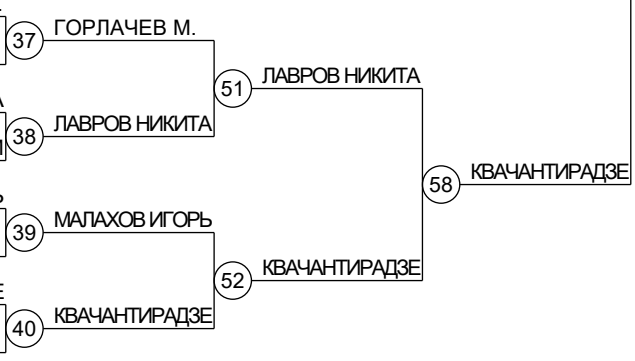 37 ГОРЛАЧЕВ М.
51 ЛАВРОВ НИКИТА
38 ЛАВРОВ НИКИТА
58 КВАЧАНТИРАДЗЕ
39 МАЛАХОВ ИГОРЬ
52 КВАЧАНТИРАДЗЕ
40 КВАЧАНТИРАДЗЕ